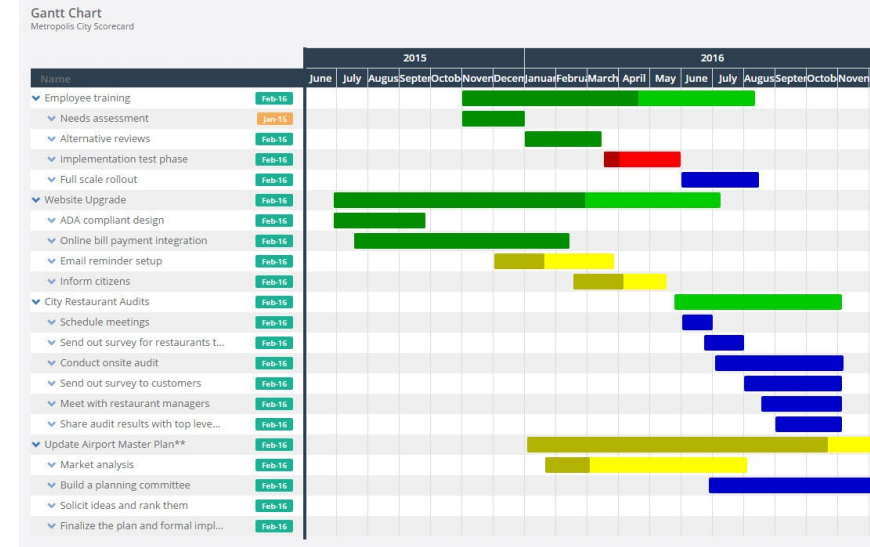 Gantt Chart
Metropolis City Scorecard
2015 2016
Name June July Augus Septer Octob Noven Decen Januar Februa March April May June July Augus Septer Octob Noven
Employee training Feb-16
Needs assessment Jan-15
Alternative reviews Feb-16
Implementation test phase Feb-16
Full scale rollout Feb-16
Website Upgrade Feb-16
ADA compliant design Feb-16
Online bill payment integration Feb-16
Email reminder setup Feb-16
Inform citizens Feb-16
City Restaurant Audits Feb-16
Schedule meetings Feb-16
Send out survey for restaurants t... Feb-16
Conduct onsite audit Feb-16
Send out survey to customers Feb-16
Meet with restaurant managers Feb-16
Share audit results with top leve... Feb-16
Update Airport Master Plan** Feb-16
Market analysis Feb-16
Build a planning committee Feb-16
Solicit ideas and rank them Feb-16
Finalize the plan and formal impl... Feb-16